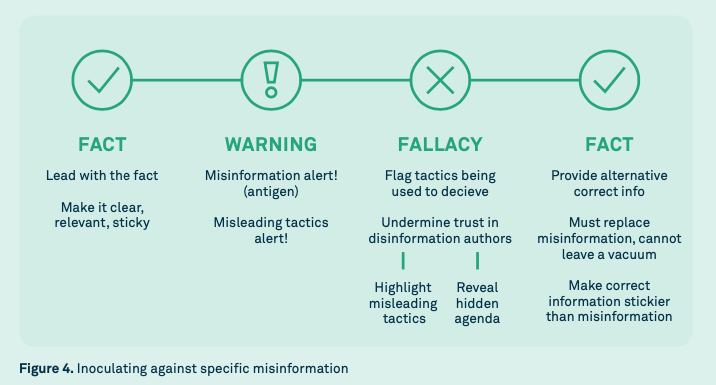 FACT
Lead with the fact
Make it clear,
relevant, sticky
WARNING
Misinformation alert!
(antigen)
Misleading tactics
alert!
FALLACY
Flag tactics being
used to decieve
Undermine trust in
disinformation authors
Highlight
misleading
tactics
Reveal
hidden
agenda
FACT
Provide alternative
correct info
Must replace
misinformation, cannot
leave a vacuum
Make correct
information stickier
than misinformation
Figure 4. Inoculating against specific misinformation